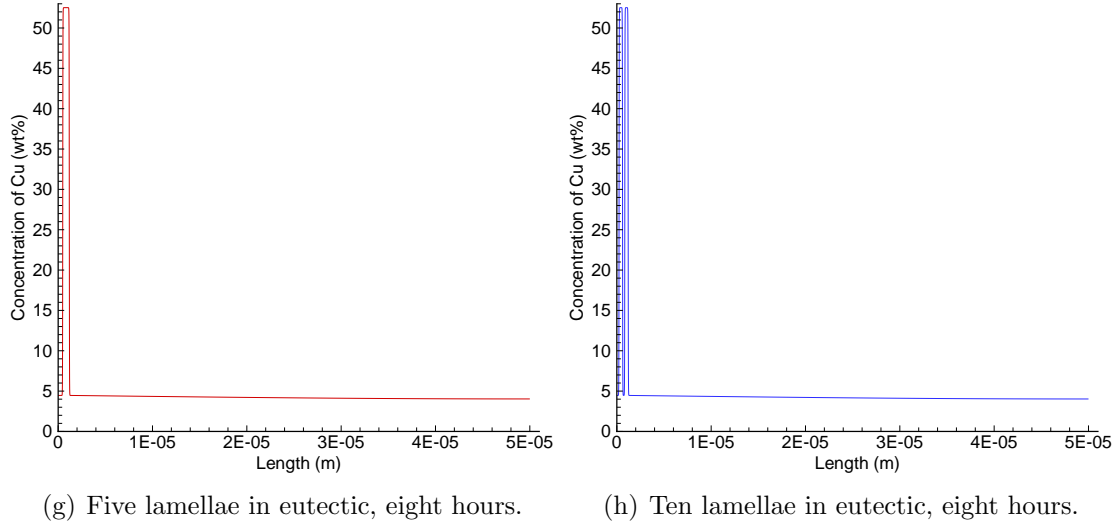 50
45
40
35
30
25
20
15
10
5
0
Concentration of Cu (wt%)
0 1E-05 2E-05 3E-05 4E-05 5E-05
Length (m)
(g) Five lamellae in eutectic, eight hours.
50
45
40
35
30
25
20
15
10
5
0
Concentration of Cu (wt%)
0 1E-05 2E-05 3E-05 4E-05 5E-05
Length (m)
(h) Ten lamellae in eutectic, eight hours.